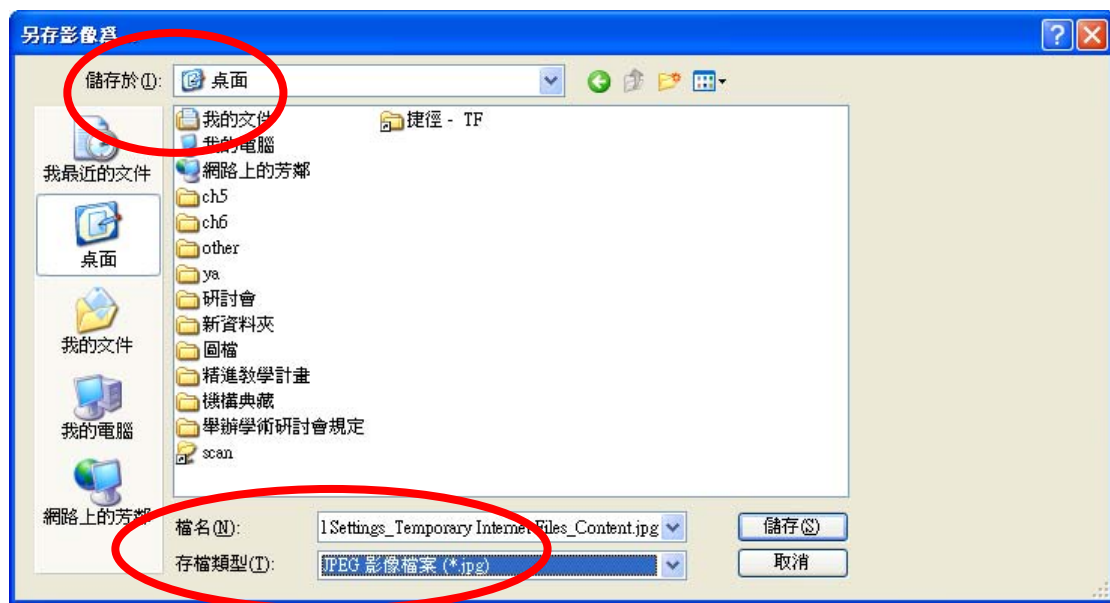 另存影像為
儲存於(I):
桌面
我最近的文件
桌面
我的文件
我的電腦
網路上的芳鄰
我的文件
我的電腦
網路上的芳鄰
ch5
ch6
other
ya
研討會
新資料夾
圖檔
精進教學計畫
機構典藏
舉辦學術研討會規定
scan
捷徑 - TF
檔名(N):
l Settings_Temporary Internet Files_Content.jpg
儲存(S)
存檔類型(T):
JPEG 影像檔案 (*.jpg)
取消